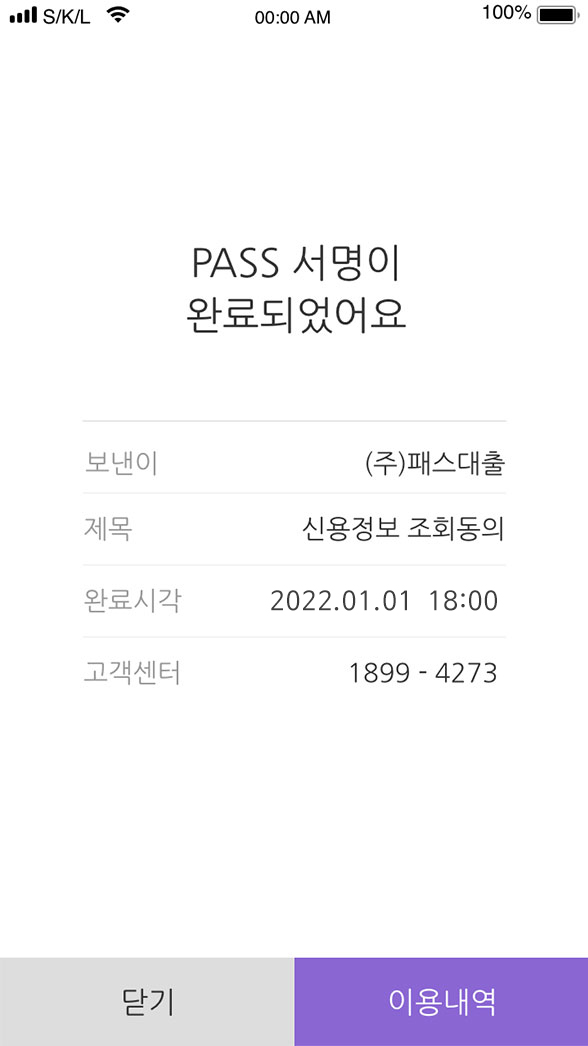 S/K/L 00:00 AM 100%
PASS 서명이
완료되었어요
보낸이 (주)패스대출
제목 신용정보 조회동의
완료시각 2022.01.01 18:00
고객센터 1899 - 4273
닫기 이용내역